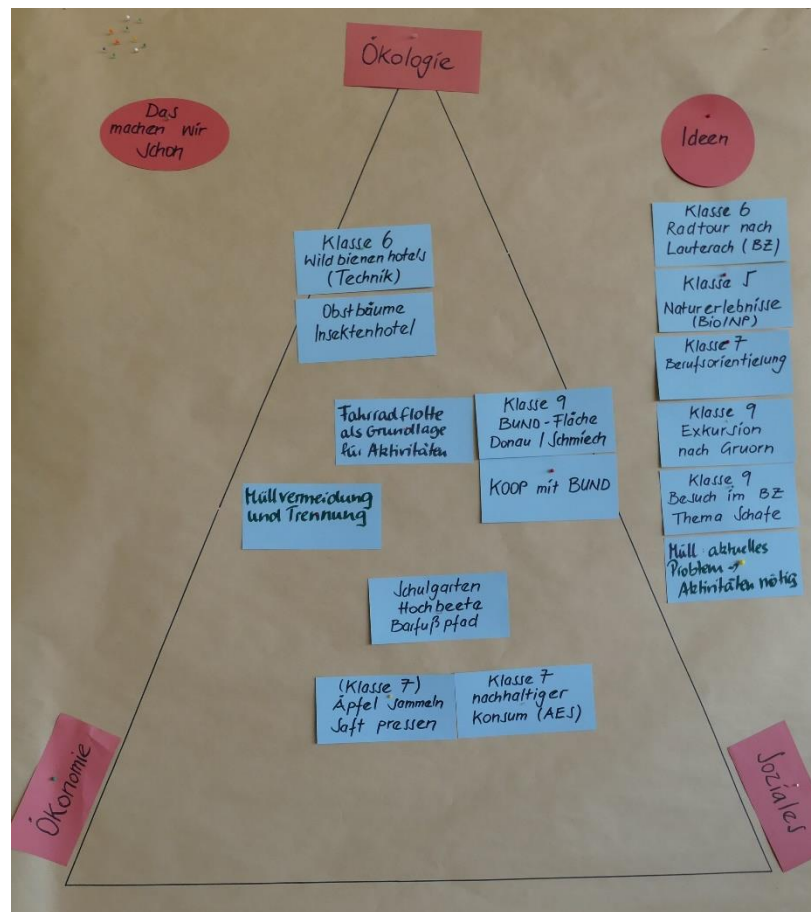 Ökologie
Das
machen wir
schon
Ideen
Klasse 6
Wildbienenhotels
(Technik)
Obstbäume
Insektenhotel
Fahrradflotte
als Grundlage
für Aktivitäten
Klasse 9
BUND-Fläche
Donau / Schmiech
KOOP mit BUND
Müllvermeidung
und Trennung
Schulgarten
Hochbeete
Barfußpfad
(Klasse 7)
Äpfel sammeln
Saft pressen
Klasse 7
nachhaltiger
Konsum (AES)
Klasse 6
Radtour nach
Lauterach (BZ)
Klasse 5
Naturerlebnisse
(Bio/NP)
Klasse 7
Berufsorientielung
Klasse 9
Exkursion
nach Gruorn
Klasse 9
Besuch im BZ
Thema Schafe
Müll: aktuelles
Problem →
Aktivitäten nötig
Ökonomie
Soziales